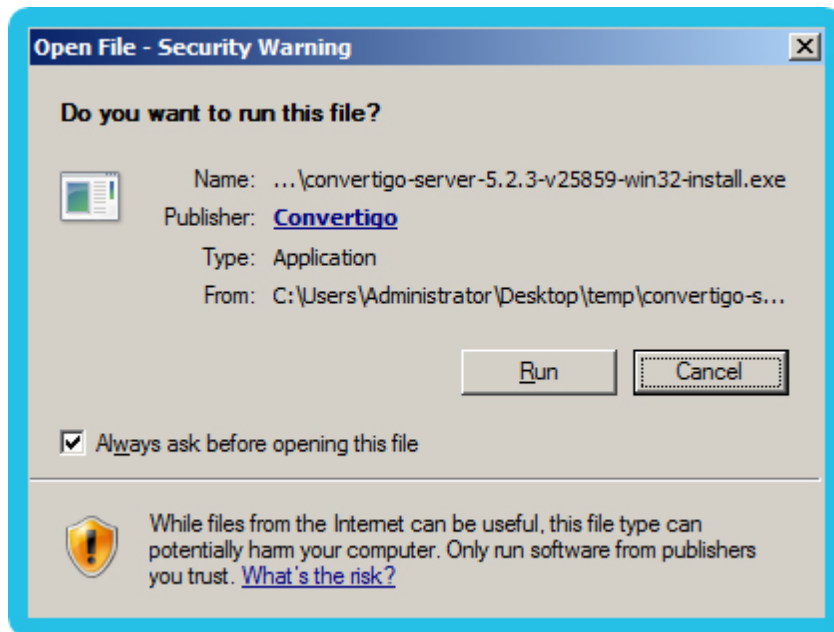 Open File - Security Warning
Do you want to run this file?
Name: ...\convertigo-server-5.2.3-v25859-win32-install.exe
Publisher: Convertigo
Type: Application
From: C:\Users\Administrator\Desktop\temp\convertigo-s...
Run Cancel
Always ask before opening this file
While files from the Internet can be useful, this file type can
potentially harm your computer. Only run software from publishers
you trust. What's the risk?